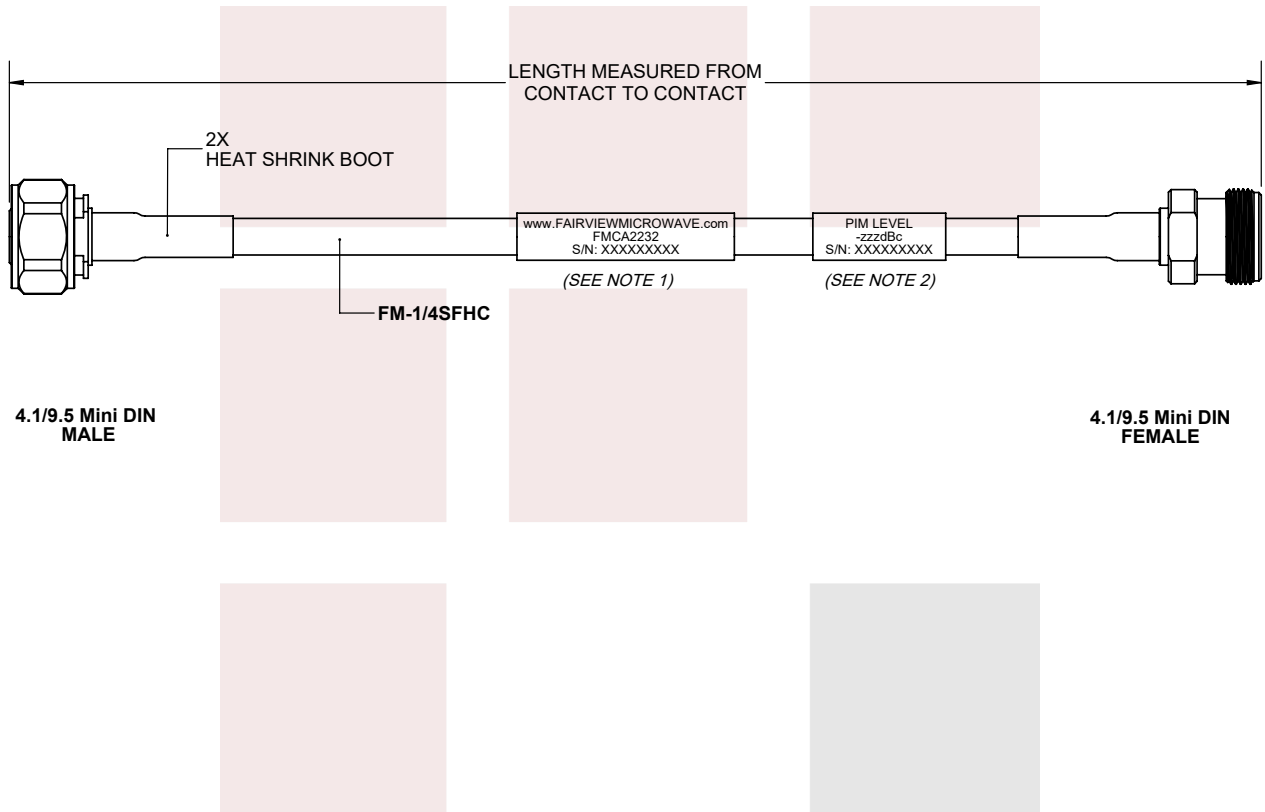 LENGTH MEASURED FROM
CONTACT TO CONTACT
2X
HEAT SHRINK BOOT
www.FAIRVIEWMICROWAVE.com
FMCA2232
S/N: XXXXXXXXX
PIM LEVEL
-zzzdBc
S/N: XXXXXXXXX
(SEE NOTE 1)
(SEE NOTE 2)
FM-1/4SFHC
4.1/9.5 Mini DIN
MALE
4.1/9.5 Mini DIN
FEMALE